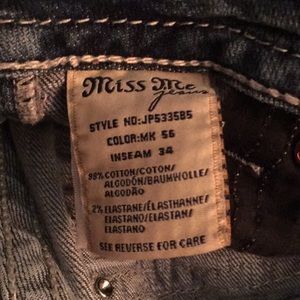 Miss Me
jeans
STYLE NO:JP5335B5
COLOR:MK 56
INSEAM 34
98% COTTON/COTON/
ALGODÓN/BAUMWOLLE/
ALGODÃO
2% ELASTANE/ÉLASTHANNE/
ELASTANO/ELASTAN/
ELASTANO
SEE REVERSE FOR CARE